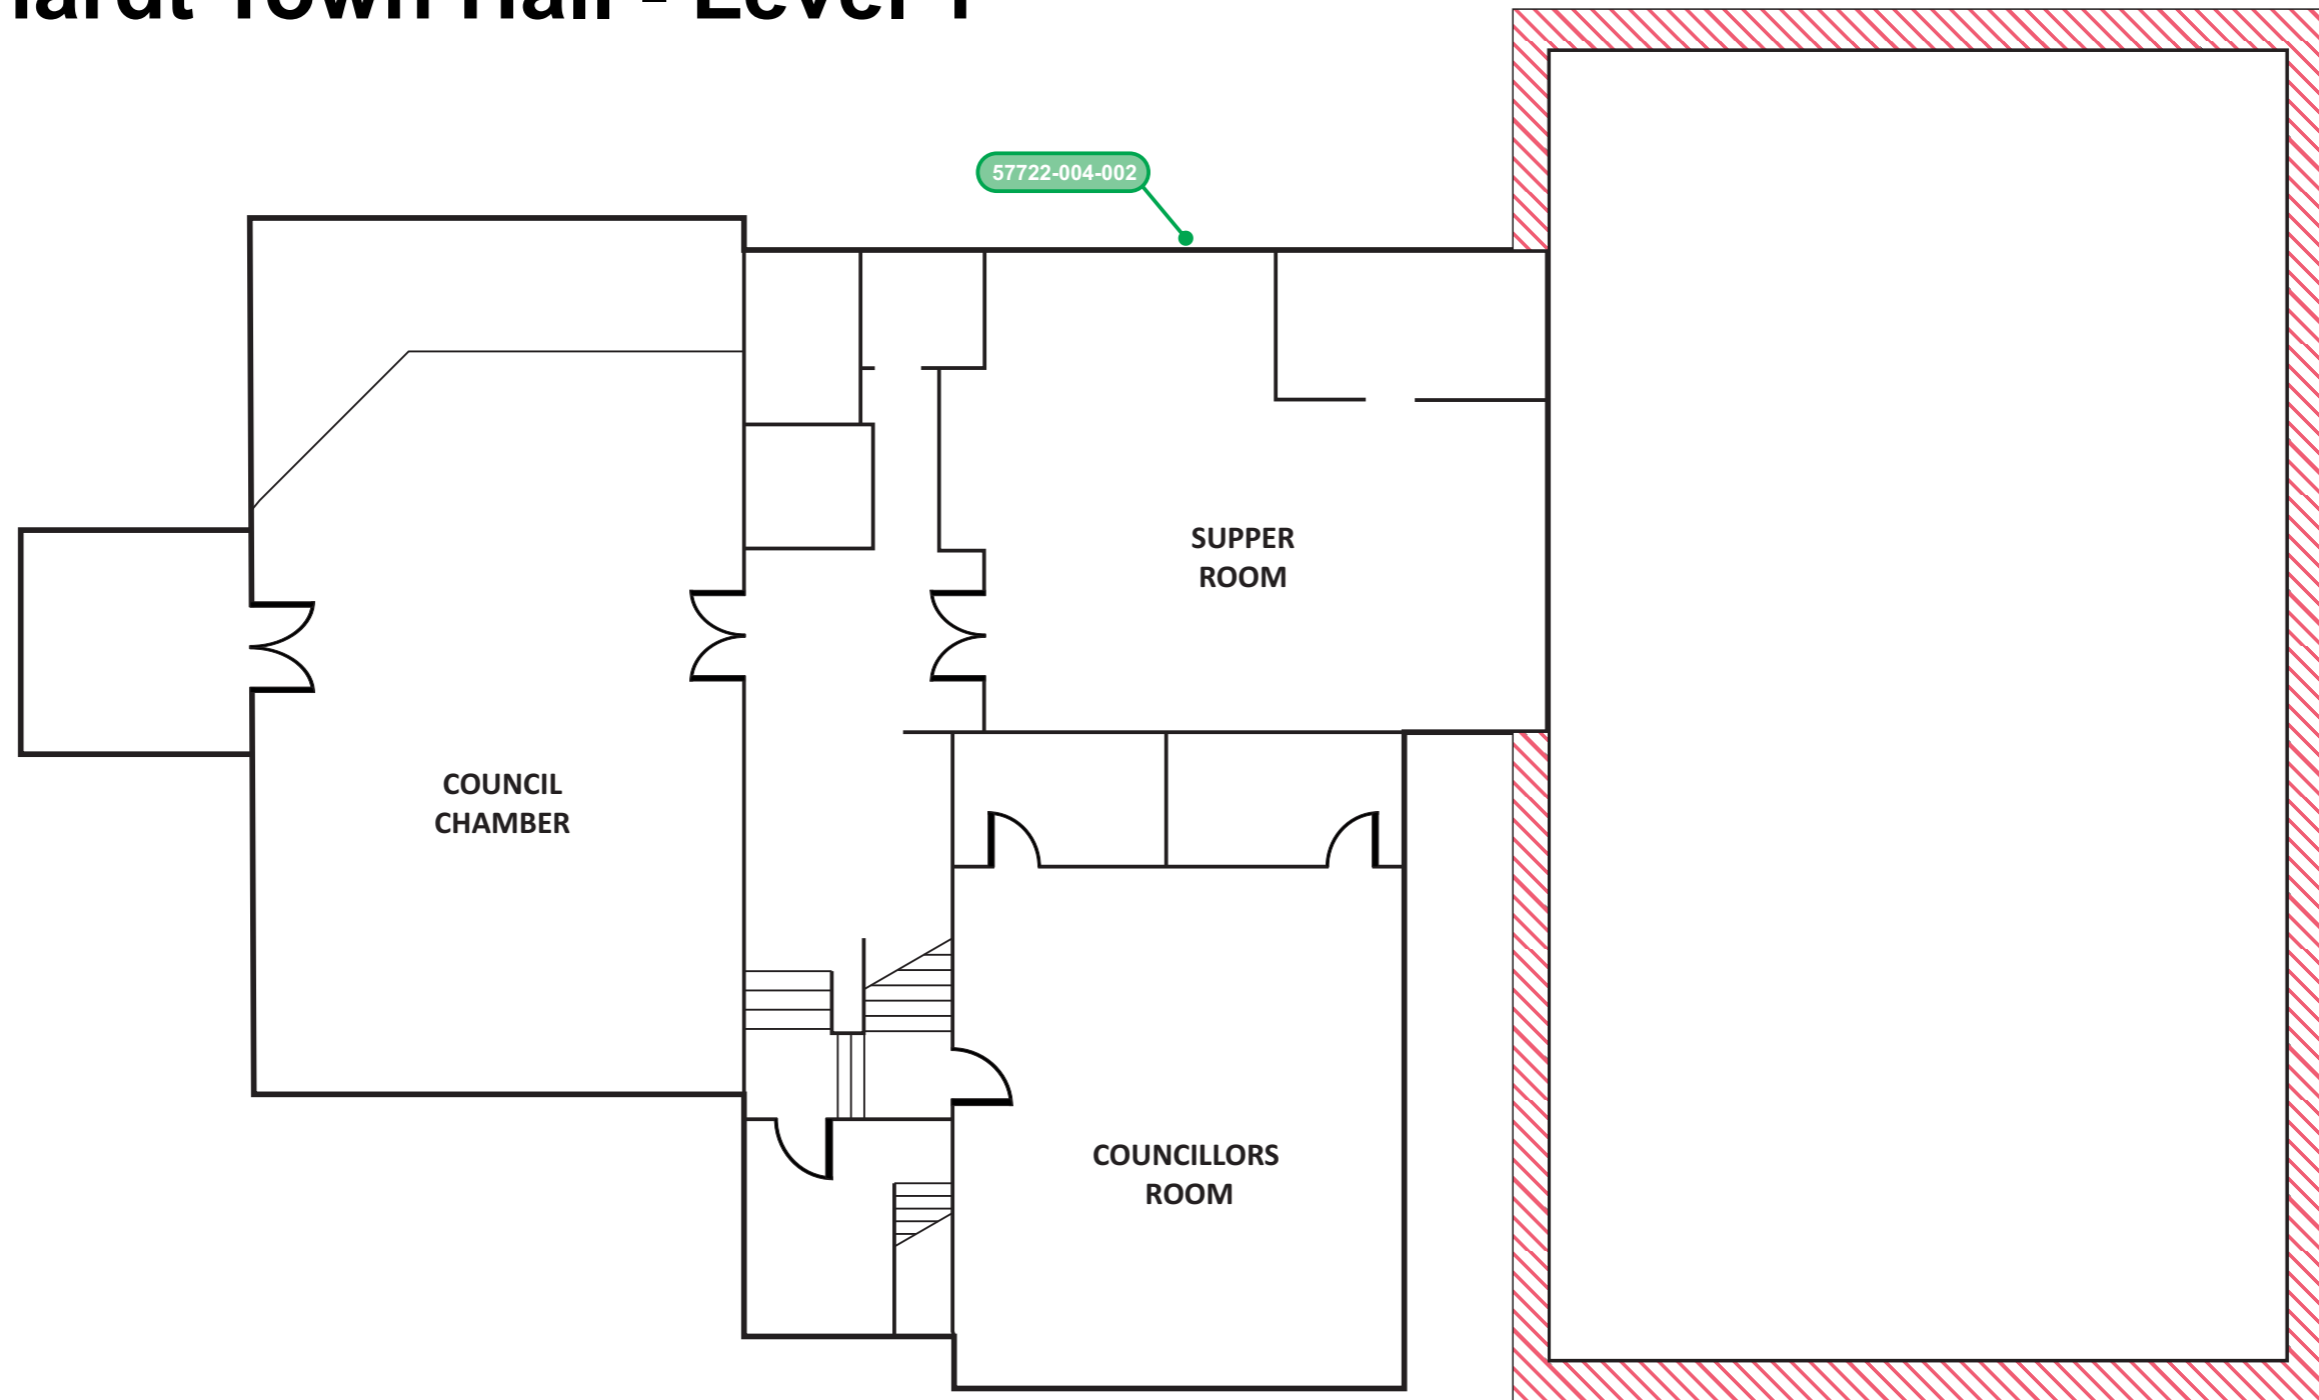 Town Hall - Level 1
57722-004-002
SUPPER
ROOM
COUNCIL
CHAMBER
COUNCILLORS
ROOM